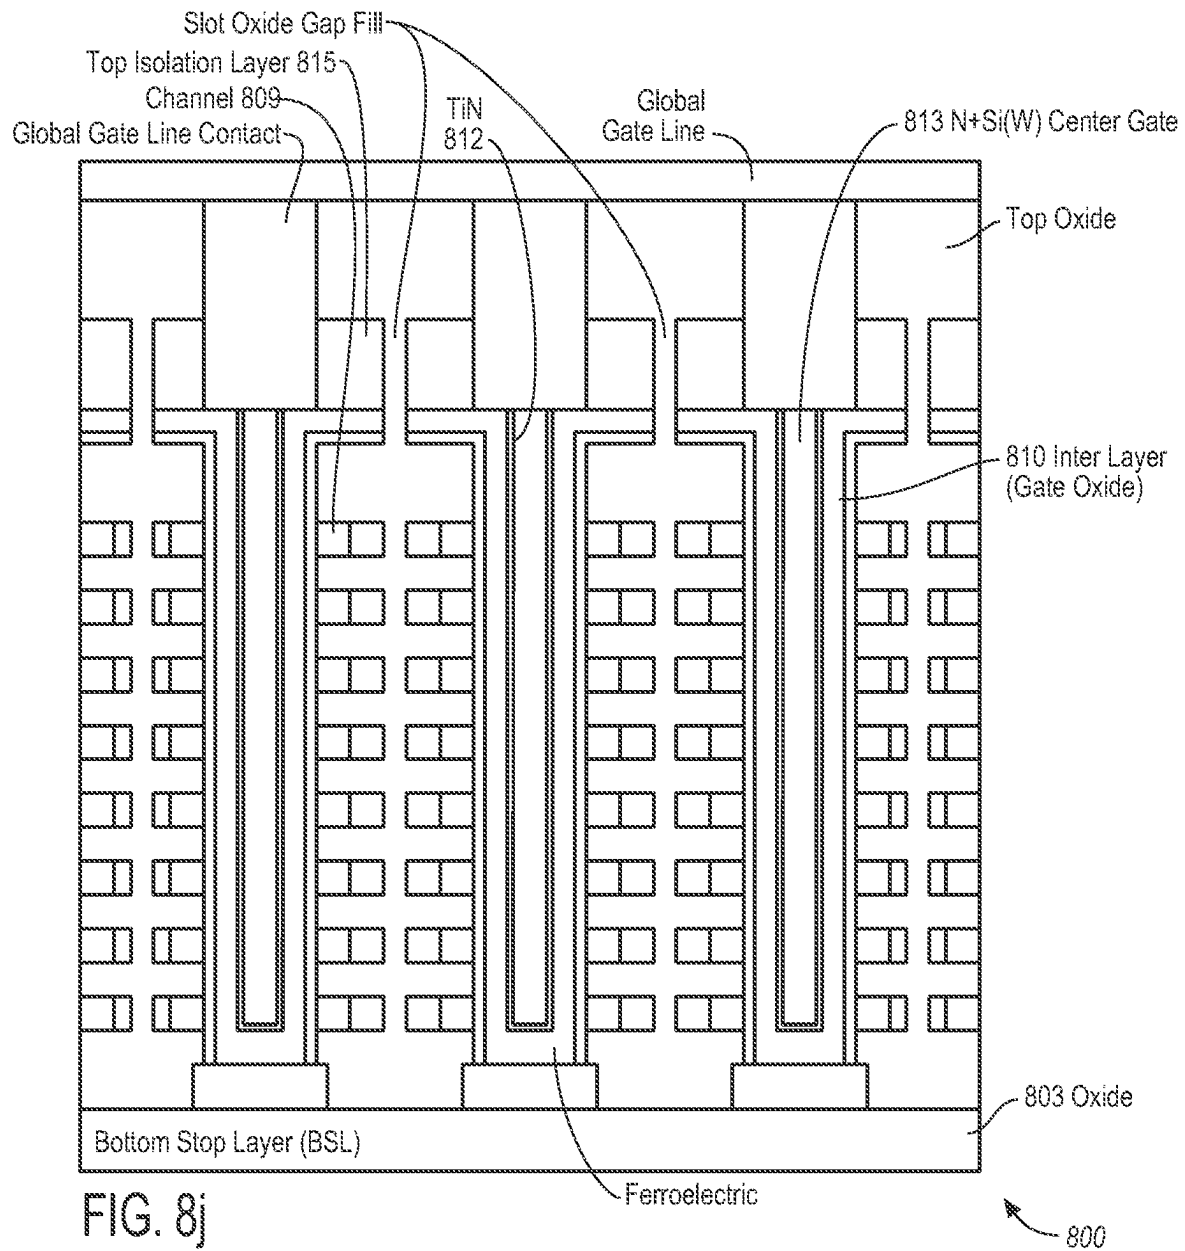 Slot Oxide Gap Fill
Top Isolation Layer 815
Channel 809
Global Gate Line Contact
TiN
812
Global
Gate Line
813 N+Si(W) Center Gate
Top Oxide
810 Inter Layer
(Gate Oxide)
803 Oxide
Bottom Stop Layer (BSL)
Ferroelectric
FIG. 8j
800